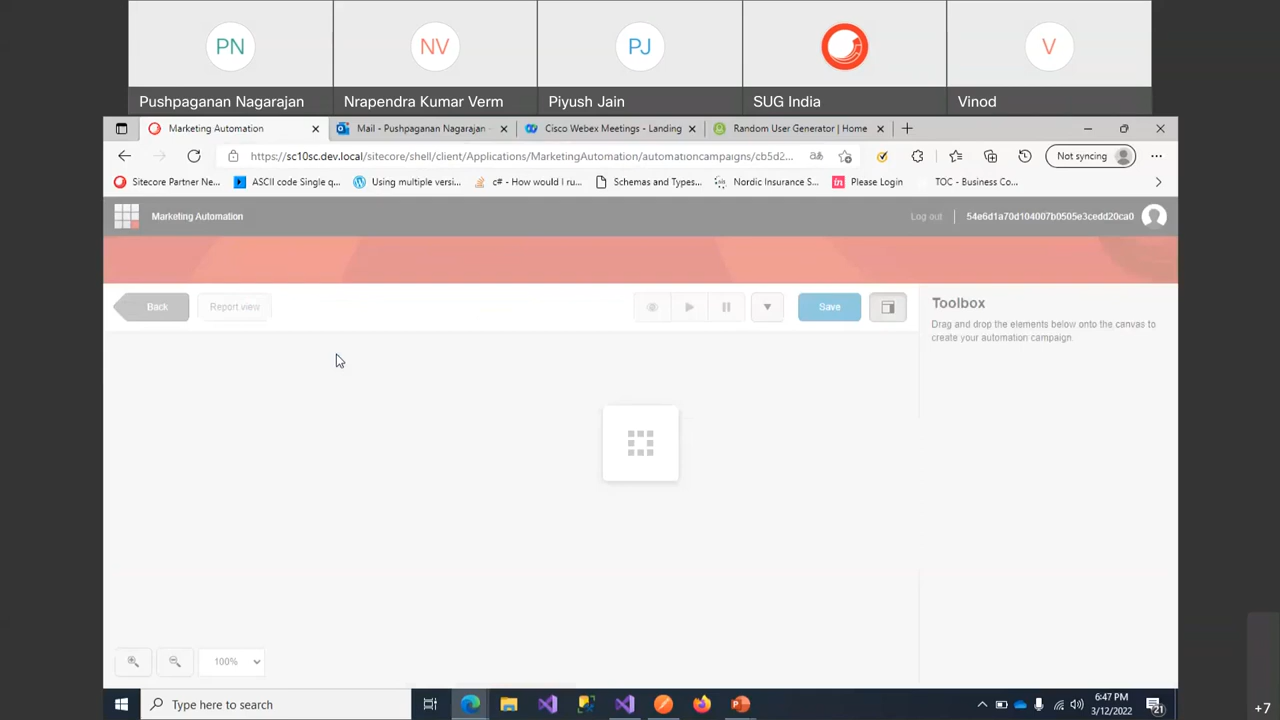 PN
NV
PJ
V
Pushpaganan Nagarajan
Nrapendra Kumar Verm
Piyush Jain
SUG India
Vinod
Marketing Automation
Mail - Pushpaganan Nagarajan -
Cisco Webex Meetings - Landing
Random User Generator | Home
https://sc10sc.dev.local/sitecore/shell/client/Applications/MarketingAutomation/automationcampaigns/cb5d2...
Not syncing
Sitecore Partner Ne...
ASCII code Single q...
Using multiple versi...
c# - How would I ru...
Schemas and Types...
Nordic Insurance S...
Please Login
TOC - Business Co...
Marketing Automation
Log out
54e6d1a70d104007b0505e3cedd20ca0
Back
Report view
Save
Toolbox
Drag and drop the elements below onto the canvas to
create your automation campaign.
100%
Type here to search
6:47 PM
3/12/2022
21
+7